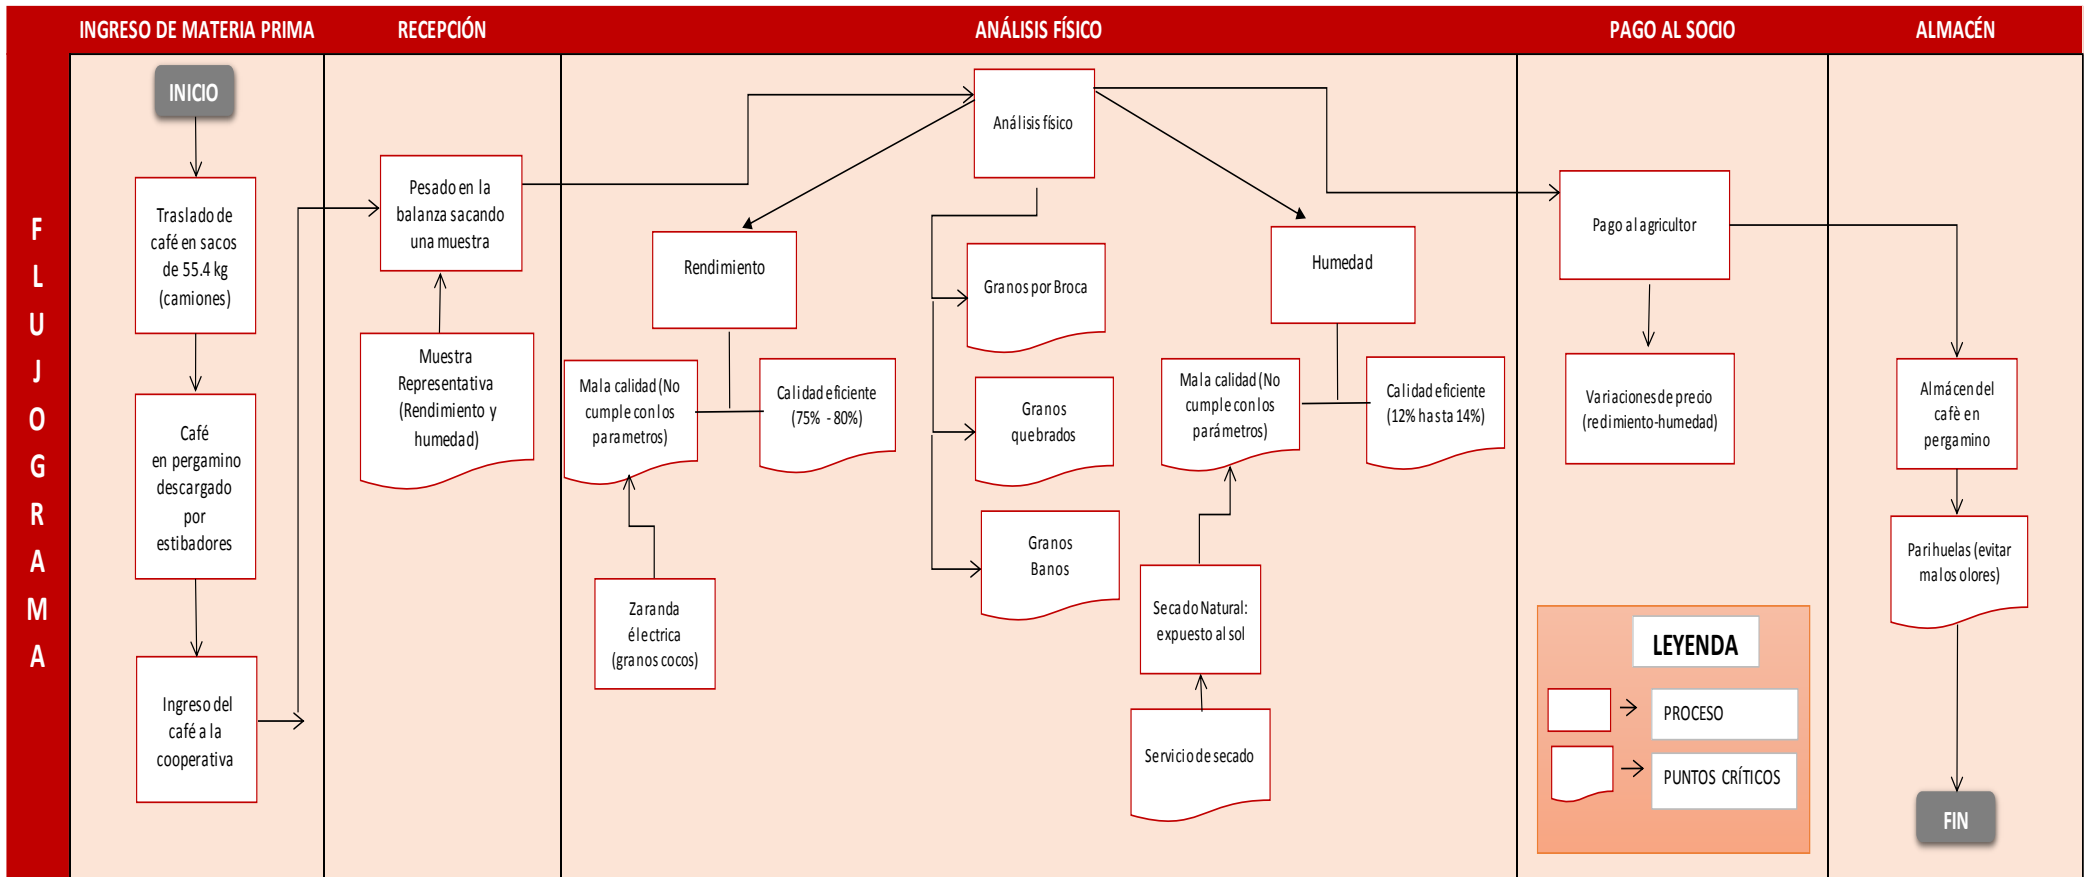 INGRESO DE MATERIA PRIMA
RECEPCIÓN
ANÁLISIS FÍSICO
PAGO AL SOCIO
ALMACÉN
FLUJOGRAMA
INICIO
Traslado de
café en sacos
de 55.4 kg
(camiones)
Café
en pergamino
descargado
por
estibadores
Ingreso del
café a la
cooperativa
Pesado en la
balanza sacando
una muestra
Muestra
Representativa
(Rendimiento y
humedad)
Análisis físico
Rendimiento
Mala calidad (No
cumple con los
parametros)
Calidad eficiente
(75% - 80%)
Zaranda
électrica
(granos cocos)
Granos por Broca
Granos
quebrados
Granos
Banos
Humedad
Mala calidad (No
cumple con los
parámetros)
Calidad eficiente
(12% hasta 14%)
Secado Natural:
expuesto al sol
Servicio de secado
Pago al agricultor
Variaciones de precio
(redimiento-humedad)
LEYENDA
PROCESO
PUNTOS CRÍTICOS
Almácen del
cafè en
pergamino
Parihuelas (evitar
malos olores)
FIN